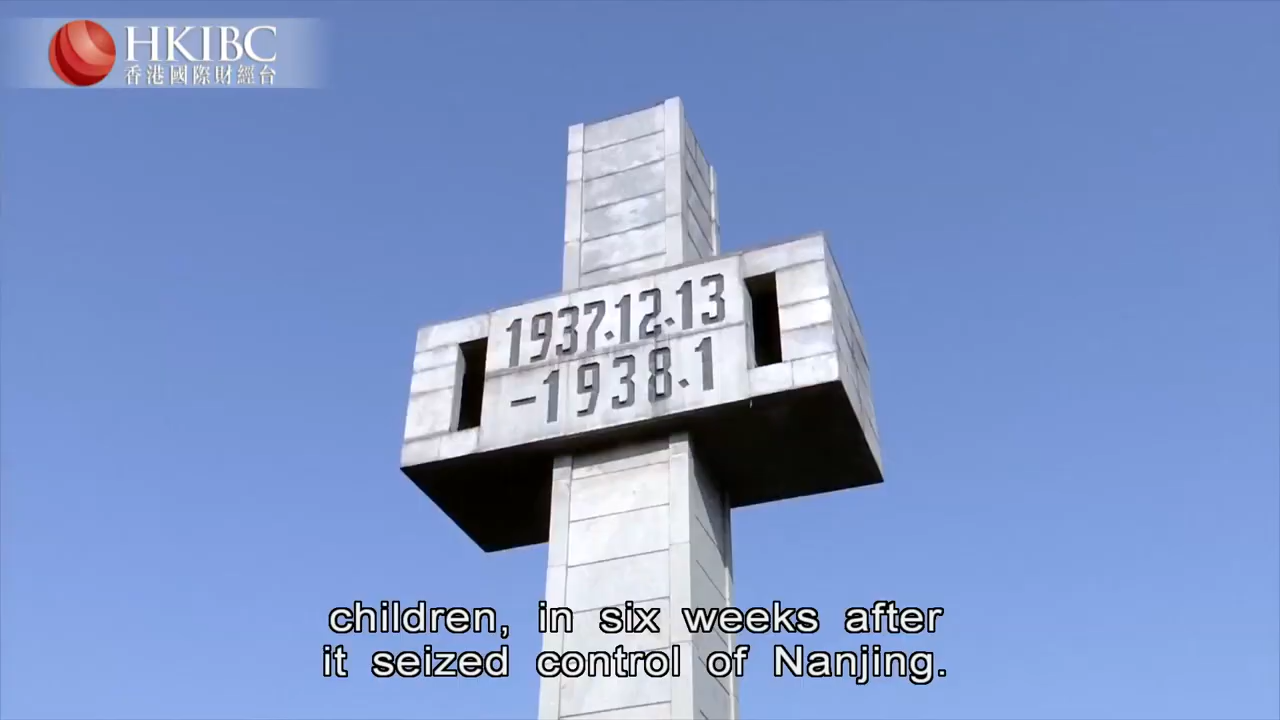 HKIBC
香港國際財經台
1937.12.13
-1938.1
children, in six weeks after
it seized control of Nanjing.